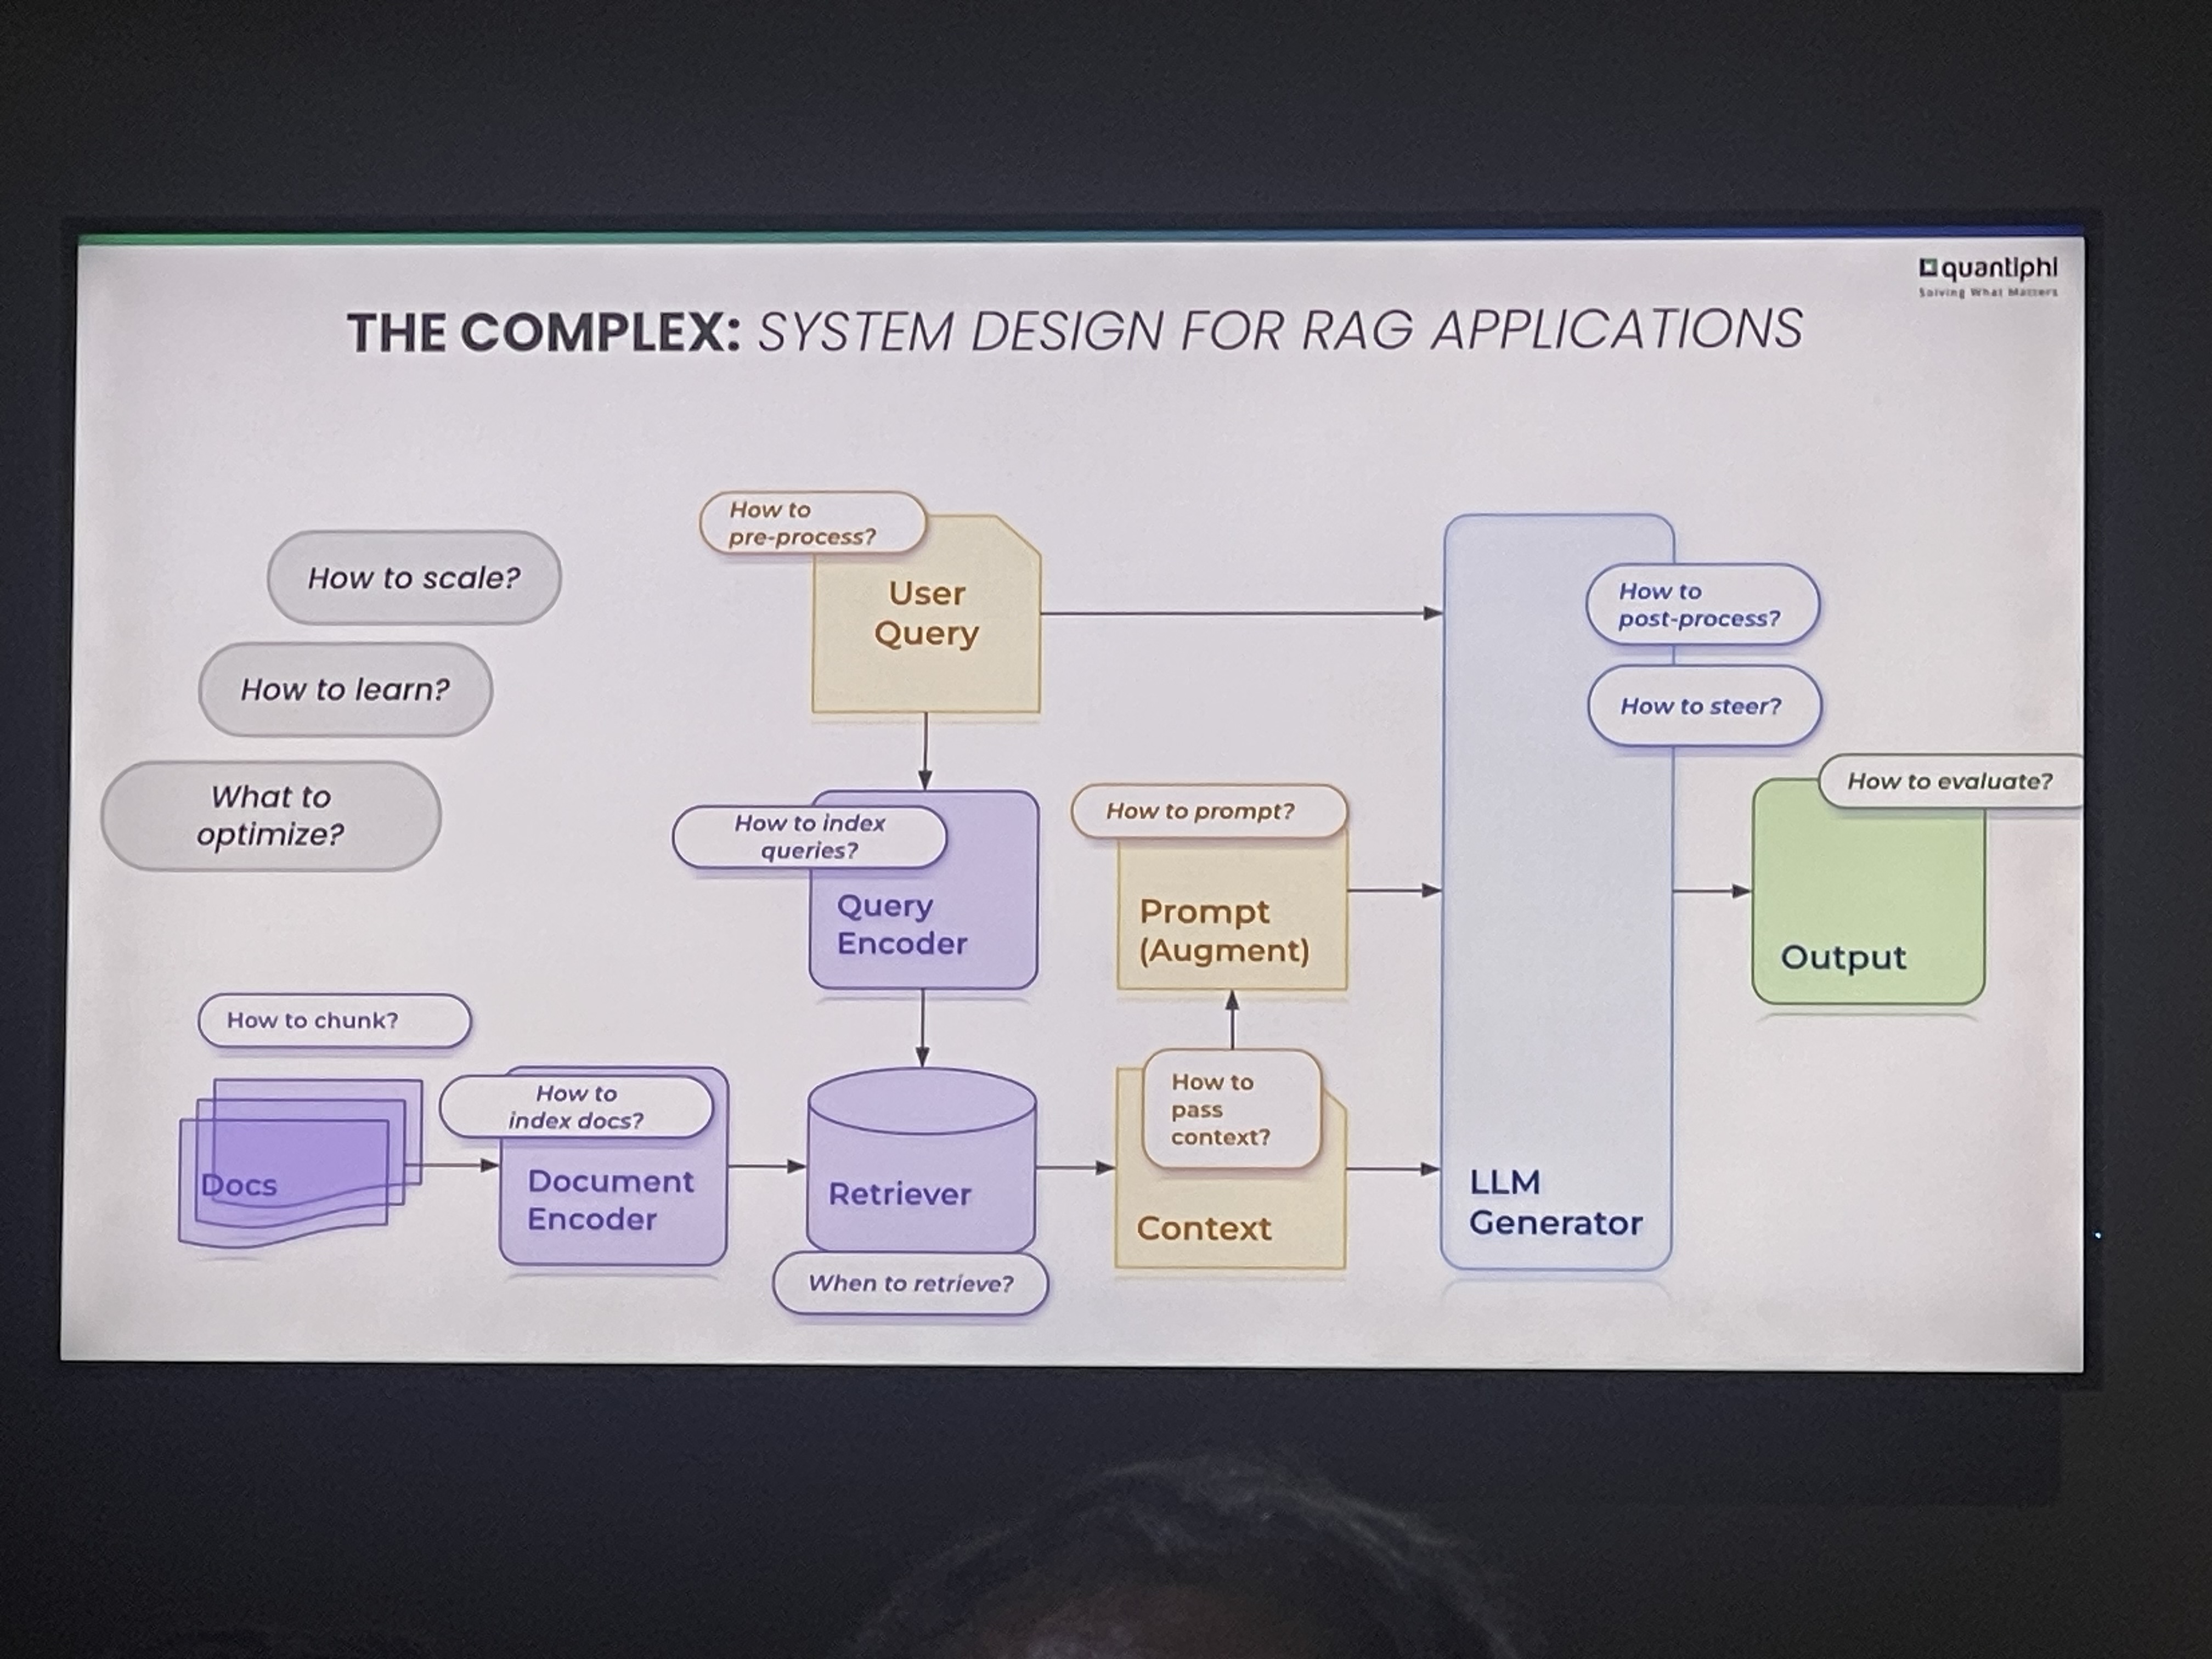 quantiphi
Solving What Matters
THE COMPLEX: SYSTEM DESIGN FOR RAG APPLICATIONS
How to scale?
How to learn?
What to
optimize?
How to
pre-process?
User
Query
How to
post-process?
How to steer?
How to index
queries?
Query
Encoder
How to prompt?
Prompt
(Augment)
How to evaluate?
Output
How to chunk?
Docs
How to
index docs?
Document
Encoder
Retriever
When to retrieve?
How to
pass
context?
Context
LLM
Generator